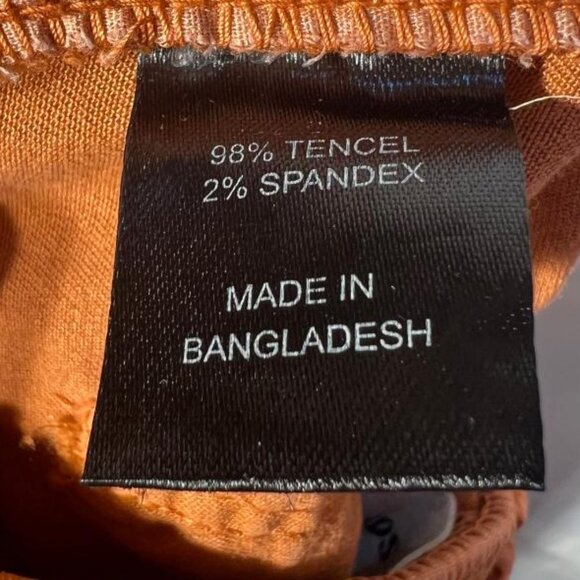 98% TENCEL
2% SPANDEX
MADE IN
BANGLADESH